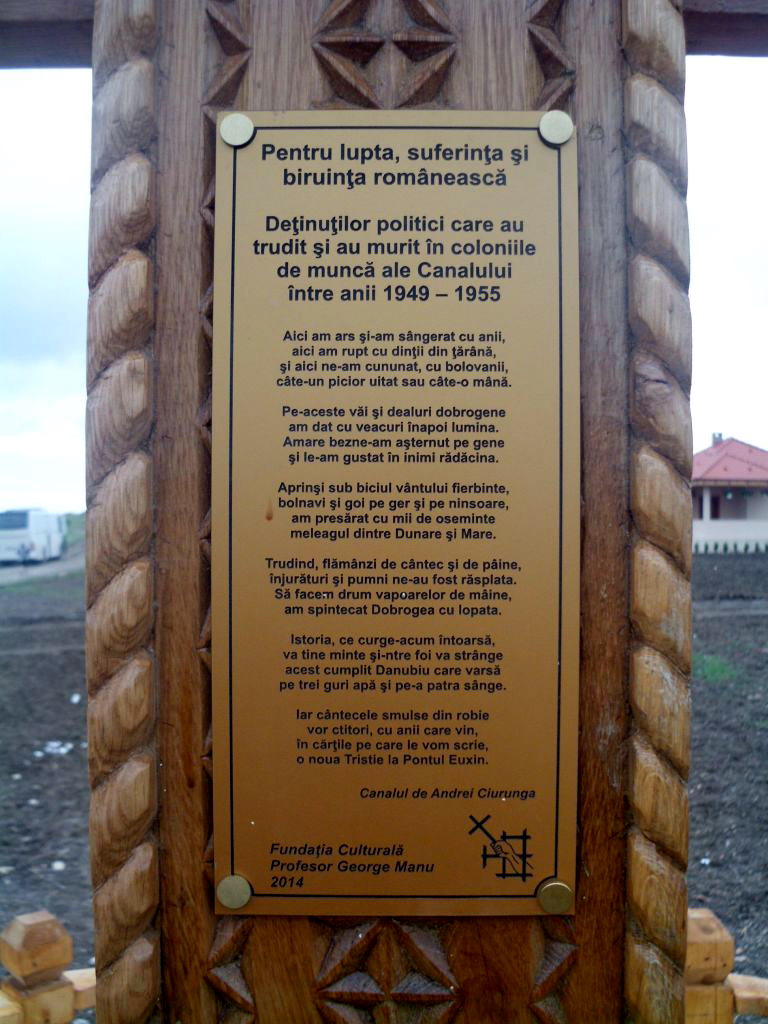 Pentru lupta, suferinţa şi
biruinţa românească
Deţinuţilor politici care au
trudit şi au murit în coloniile
de muncă ale Canalului
între anii 1949 – 1955
Aici am ars şi-am sângerat cu anii,
aici am rupt cu dinţii din ţărână,
şi aici ne-am cununat, cu bolovanii,
câte-un picior uitat sau câte-o mână.
Pe-aceste văi şi dealuri dobrogene
am dat cu veacuri înapoi lumina.
Amare bezne-am aşternut pe gene
şi le-am gustat în inimi rădăcina.
Aprinşi sub biciul vântului fierbinte,
bolnavi şi goi pe ger şi pe ninsoare,
am presărat cu mii de oseminte
meleagul dintre Dunare şi Mare.
Trudind, flămânzi de cântec şi de pâine,
înjurături şi pumni ne-au fost răsplata.
Să facem drum vapoarelor de mâine,
am spintecat Dobrogea cu lopata.
Istoria, ce curge-acum întoarsă,
va tine minte şi-ntre foi va strânge
acest cumplit Danubiu care varsă
pe trei guri apă şi pe-a patra sânge.
Iar cântecele smulse din robie
vor ctitori, cu anii care vin,
în cărţile pe care le vom scrie,
o noua Tristie la Pontul Euxin.
Canalul de Andrei Ciurunga
Fundaţia Culturală
Profesor George Manu
2014